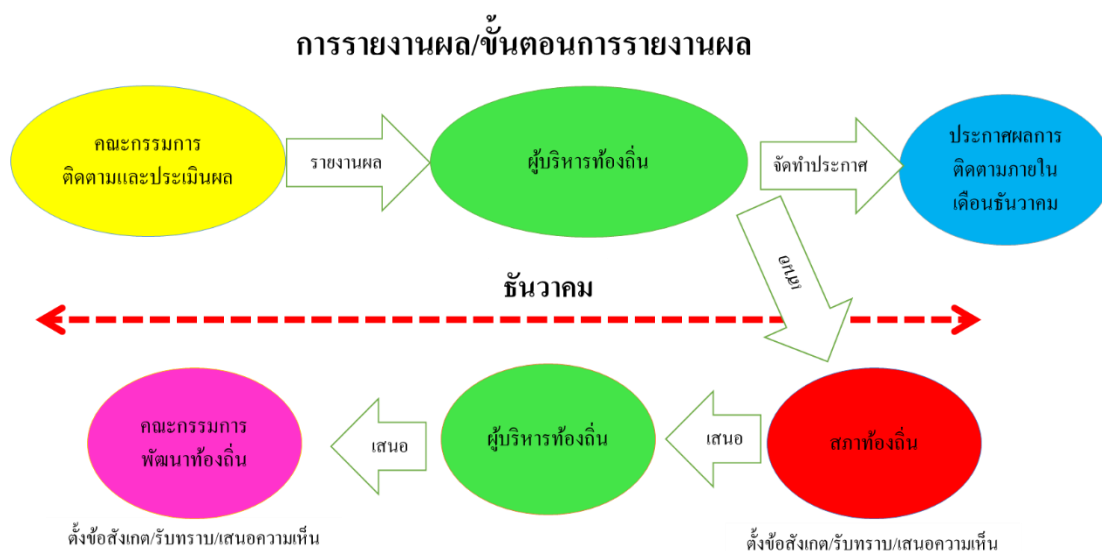 การรายงานผล/ขั้นตอนการรายงานผล
คณะกรรมการ
ติดตามและประเมินผล
รายงานผล
ผู้บริหารท้องถิ่น
จัดทำประกาศ
ประกาศผลการ
ติดตามภายใน
เดือนธันวาคม
เสนอ
ธันวาคม
คณะกรรมการ
พัฒนาท้องถิ่น
เสนอ
ผู้บริหารท้องถิ่น
เสนอ
สภาท้องถิ่น
ตั้งข้อสังเกต/รับทราบ/เสนอความเห็น
ตั้งข้อสังเกต/รับทราบ/เสนอความเห็น